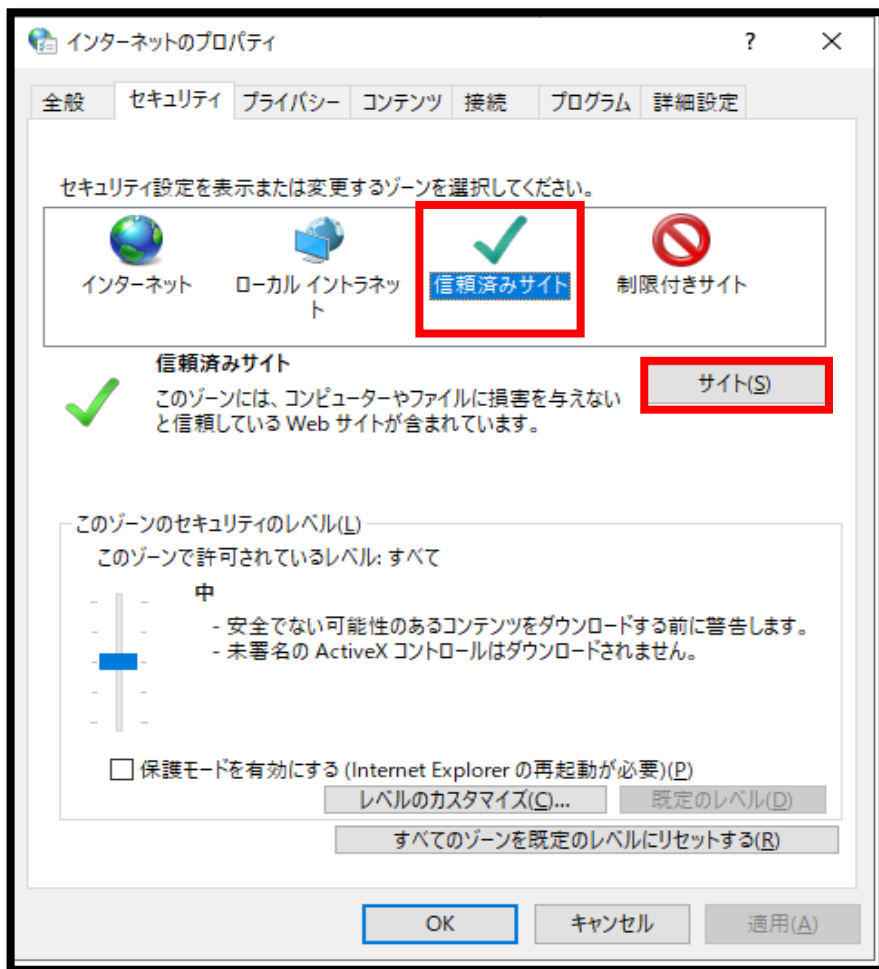 インターネットのプロパティ ?
全般 セキュリティ プライバシー コンテンツ 接続 プログラム 詳細設定
セキュリティ設定を表示または変更するゾーンを選択してください。
インターネット
ローカル イントラネッ
ト
信頼済みサイト
制限付きサイト
信頼済みサイト
サイト(S)
このゾーンには、コンピューターやファイルに損害を与えない
と信頼している Web サイトが含まれています。
このゾーンのセキュリティのレベル(L)
このゾーンで許可されているレベル: すべて
中
- 安全でない可能性のあるコンテンツをダウンロードする前に警告します。
- 未署名の ActiveX コントロールはダウンロードされません。
保護モードを有効にする (Internet Explorer の再起動が必要)(P)
レベルのカスタマイズ(C)... 既定のレベル(D)
すべてのゾーンを既定のレベルにリセットする(R)
OK キャンセル 適用(A)